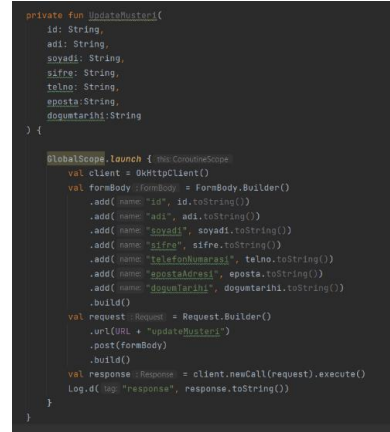 private fun UpdateMusteri(
id: String,
adi: String,
soyadi: String,
sifre: String,
telno: String,
eposta:String,
dogumtarihi:String
) {
GlobalScope.launch { this: CoroutineScope
val client = OkHttpClient()
val formBody : FormBody = FormBody.Builder()
.add( name: "id", id.toString())
.add( name: "adi", adi.toString())
.add( name: "soyadi", soyadi.toString())
.add( name: "sifre", sifre.toString())
.add( name: "telefonNumarasi", telno.toString())
.add( name: "epostaAdresi", eposta.toString())
.add( name: "dogumTarihi", dogumtarihi.toString())
.build()
val request : Request = Request.Builder()
.url(URL + "updateMusteri")
.post(formBody)
.build()
val response : Response = client.newCall(request).execute()
Log.d( tag: "response", response.toString())
}
}